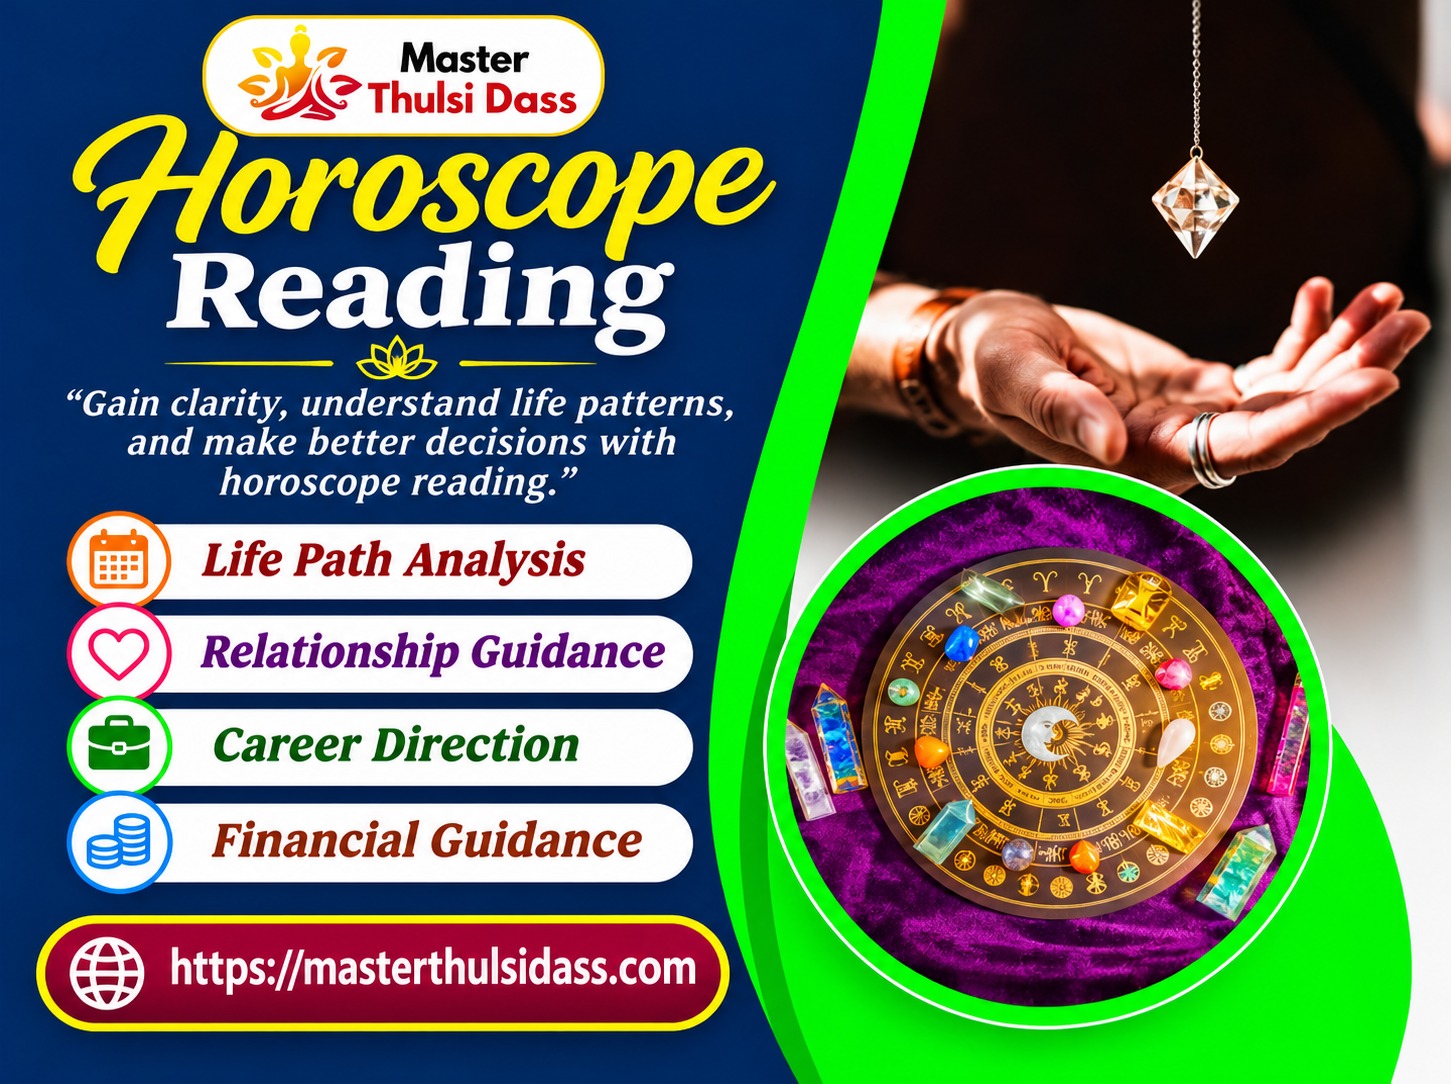 Master
Thulsi Dass
Horoscope
Reading
“Gain clarity, understand life patterns,
and make better decisions with
horoscope reading.”
Life Path Analysis
Relationship Guidance
Career Direction
Financial Guidance
https://masterthulsidass.com